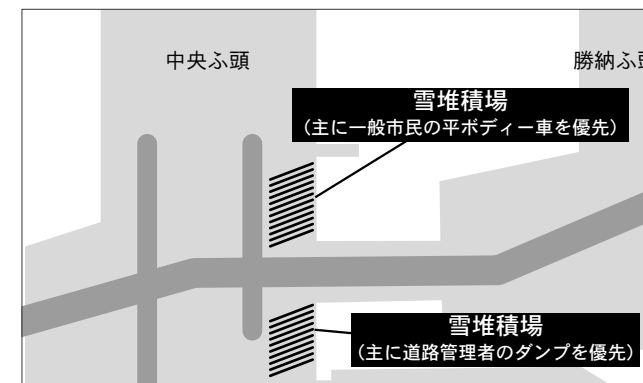 中央ふ頭
勝納ふ頭
雪堆積場
（主に一般市民の平ボディー車を優先）
雪堆積場
（主に道路管理者のダンプを優先）